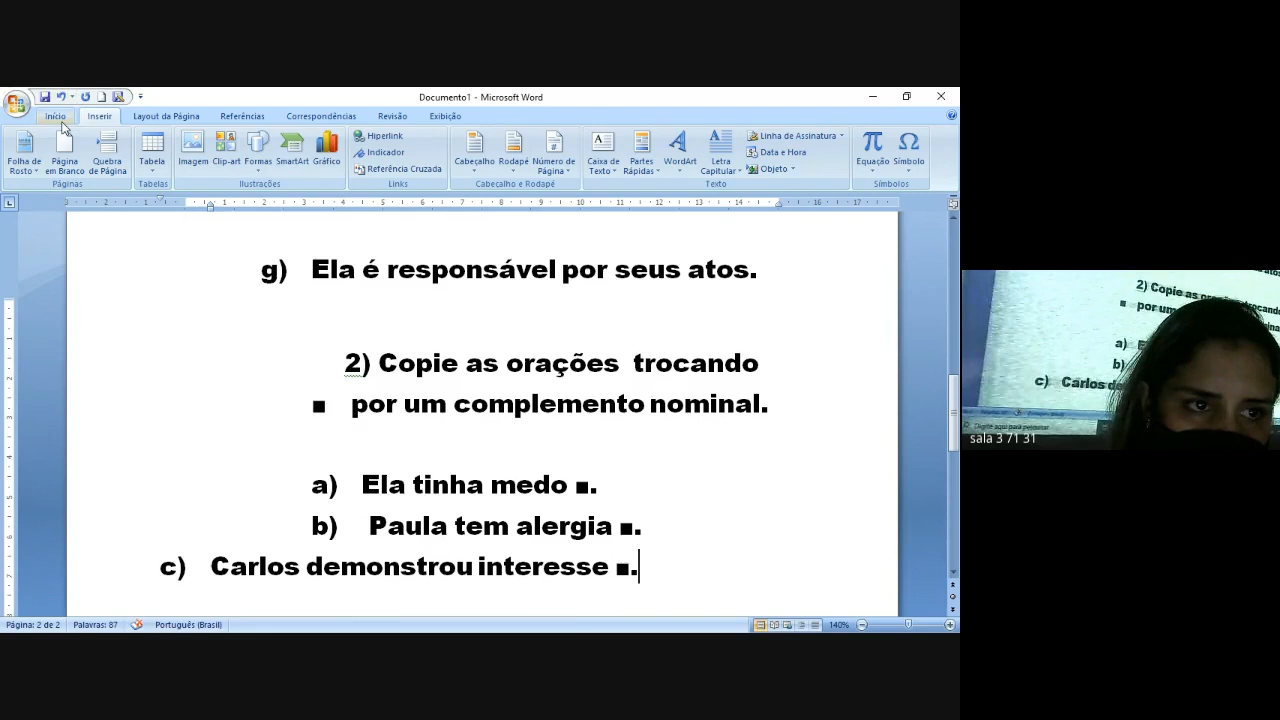 Documento1 - Microsoft Word
Início Inserir Layout da Página Referências Correspondências Revisão Exibição
Folha de Rosto
Página em Branco
Quebra de Página
Páginas
Tabela
Tabelas
Imagem
Clip-art
Formas
SmartArt
Gráfico
Ilustrações
Hiperlink
Indicador
Referência Cruzada
Links
Cabeçalho
Rodapé
Número de Página
Cabeçalho e Rodapé
Caixa de Texto
Partes Rápidas
WordArt
Letra Capitular
Linha de Assinatura
Data e Hora
Objeto
Texto
Equação
Símbolo
Símbolos
g) Ela é responsável por seus atos.
2) Copie as orações trocando
■ por um complemento nominal.
a) Ela tinha medo ■.
b) Paula tem alergia ■.
c) Carlos demonstrou interesse ■.
Página: 2 de 2 Palavras: 87 Português (Brasil) 140%
2) Copie as trocando
■ por um
a)
b)
c) Carlos
Digite aqui para pesquisar
sala 3 71 31